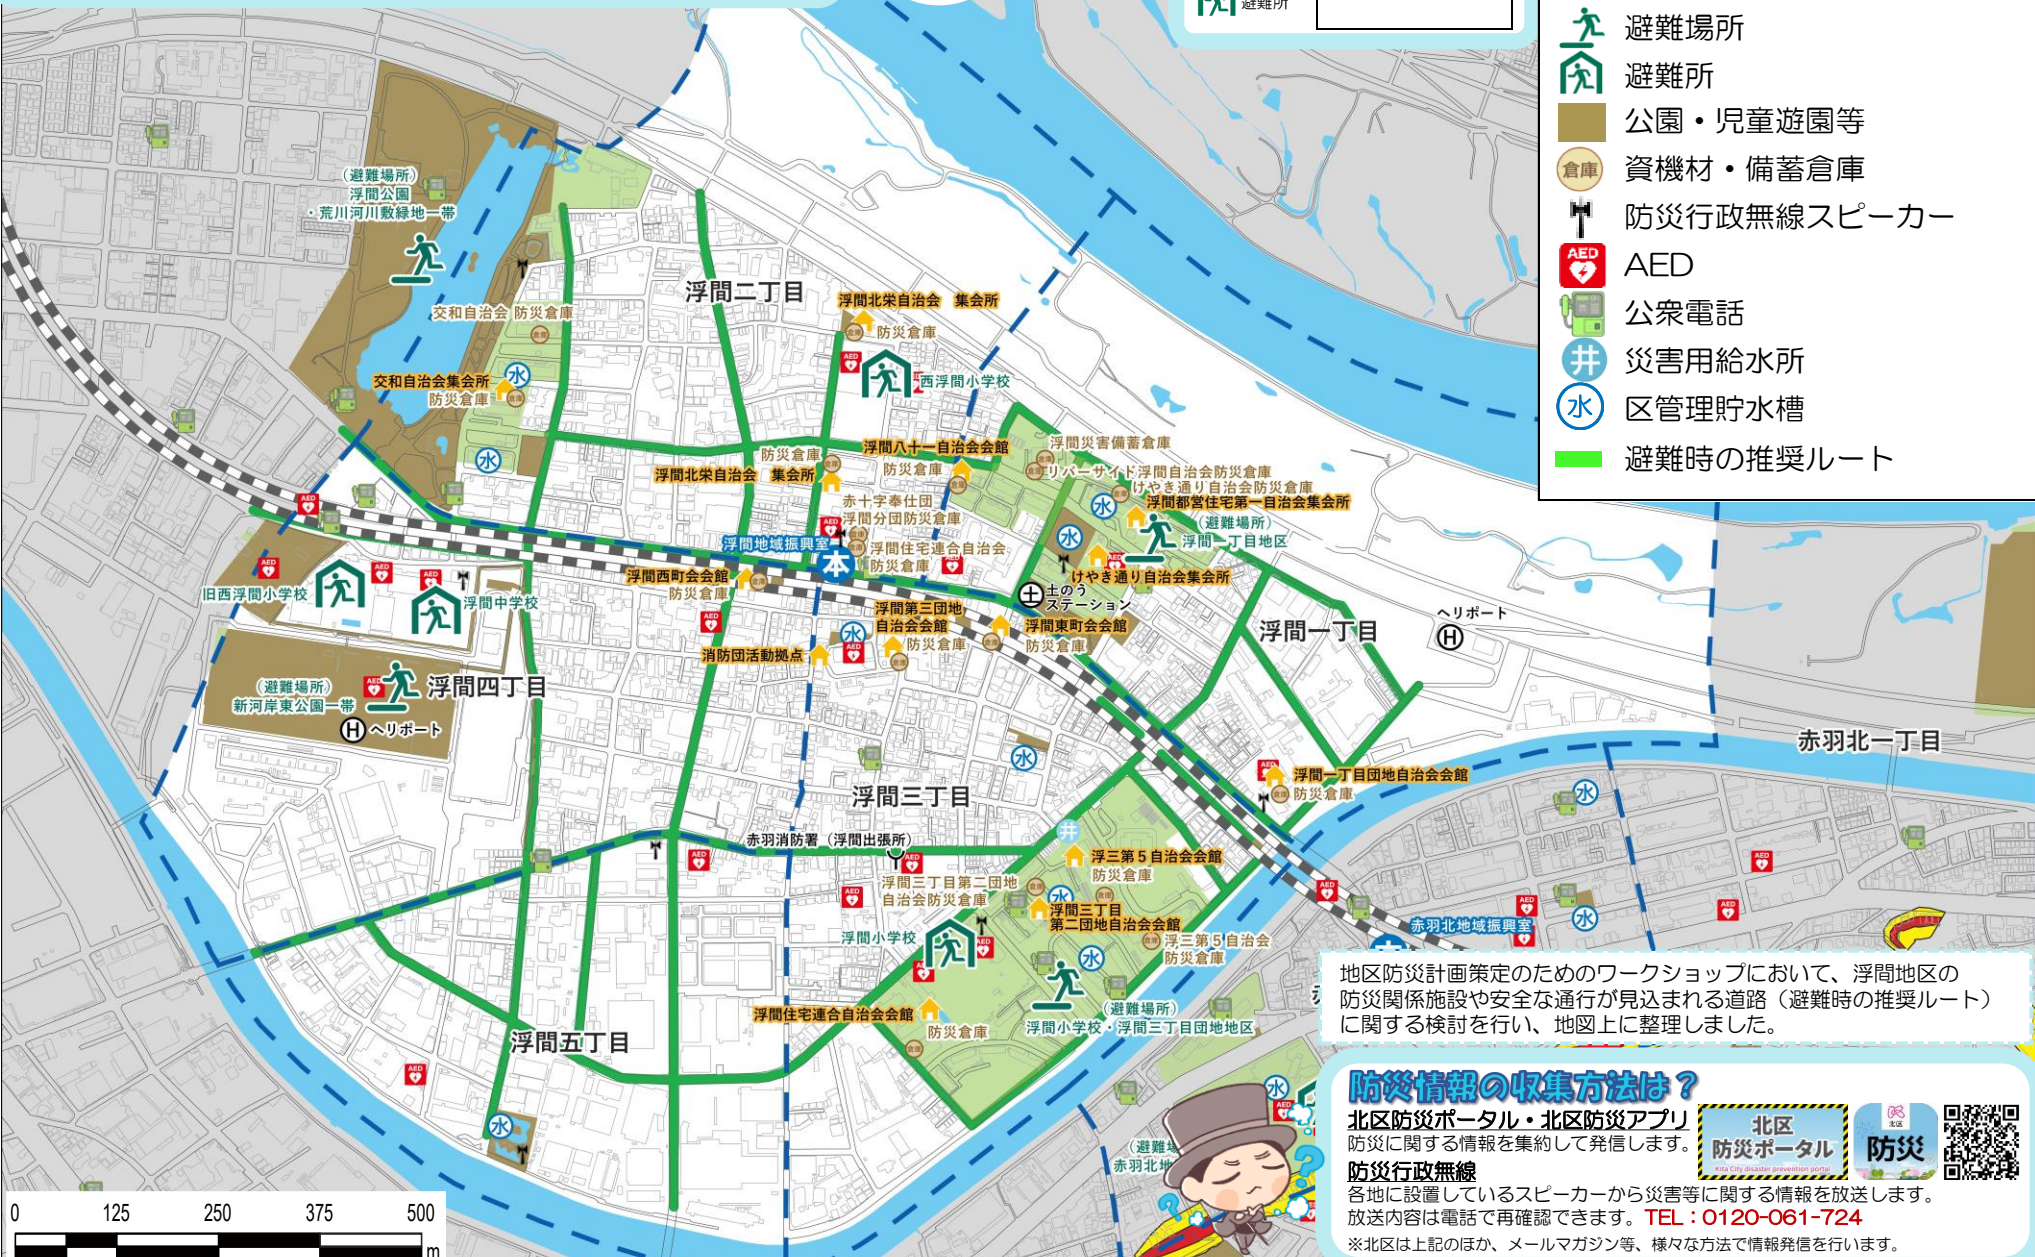 避難所
避難場所
避難所
公園・児童遊園等
倉庫
資機材・備蓄倉庫
防災行政無線スピーカー
AED
AED
公衆電話
井
災害用給水所
水
区管理貯水槽
避難時の推奨ルート
(避難場所)
浮間公園
・荒川河川敷緑地一帯
浮間二丁目
交和自治会 防災倉庫
浮間北栄自治会 集会所
防災倉庫
西浮間小学校
交和自治会集会所
防災倉庫
水
水
浮間八十一自治会会館
防災倉庫
防災倉庫
浮間北栄自治会 集会所
浮間災害備蓄倉庫
リバーサイド浮間自治会防災倉庫
けやき通り自治会防災倉庫
浮間都営住宅第一自治会集会所
(避難場所)
浮間一丁目地区
赤十字奉仕団
浮間分団防災倉庫
浮間地域振興室
本
浮間住宅連合自治会
防災倉庫
水
水
けやき通り自治会集会所
土
土のう
ステーション
浮間西町会会館
防災倉庫
旧西浮間小学校
浮間中学校
浮間第三団地
自治会会館
防災倉庫
浮間東町会会館
防災倉庫
浮間一丁目
ヘリポート
H
消防団活動拠点
水
(避難場所)
新河岸東公園一帯
浮間四丁目
H
ヘリポート
赤羽北一丁目
水
浮間三丁目
浮間一丁目団地自治会会館
防災倉庫
水
赤羽消防署(浮間出張所)
井
浮三第5自治会会館
防災倉庫
浮間三丁目第二団地
自治会防災倉庫
水
浮間三丁目
第二団地自治会会館
浮間小学校
浮三第5自治会
防災倉庫
水
水
赤羽北地域振興室
浮間住宅連合自治会会館
防災倉庫
(避難場所)
浮間小学校・浮間三丁目団地地区
浮間五丁目
水
水
(避難場
赤羽北地
地区防災計画策定のためのワークショップにおいて、浮間地区の
防災関係施設や安全な通行が見込まれる道路(避難時の推奨ルート)
に関する検討を行い、地図上に整理しました。
防災情報の収集方法は?
北区防災ポータル・北区防災アプリ
防災に関する情報を集約して発信します。
北区
防災ポータル
Kita City disaster prevention portal
北区
防災
防災行政無線
各地に設置しているスピーカーから災害等に関する情報を放送します。
放送内容は電話で再確認できます。TEL:0120-061-724
※北区は上記のほか、メールマガジン等、様々な方法で情報発信を行います。
0 125 250 375 500
m